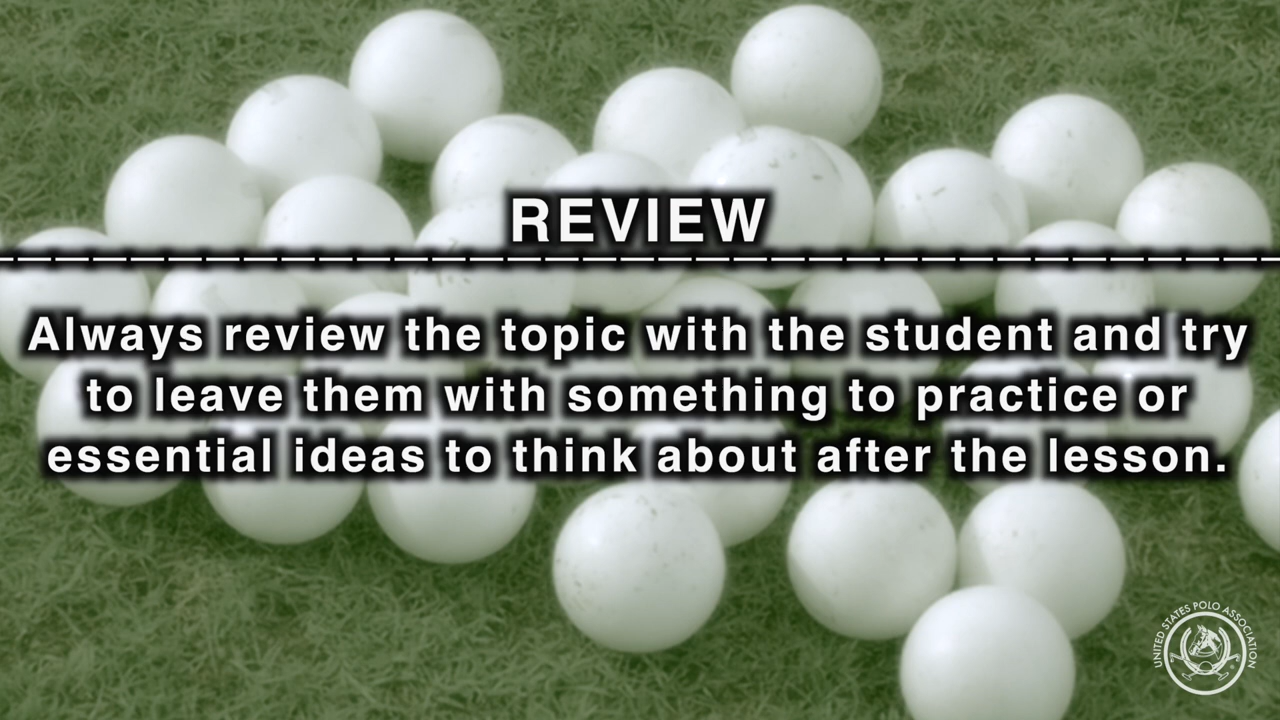 REVIEW
Always review the topic with the student and try
to leave them with something to practice or
essential ideas to think about after the lesson.
UNITED STATES POLO ASSOCIATION